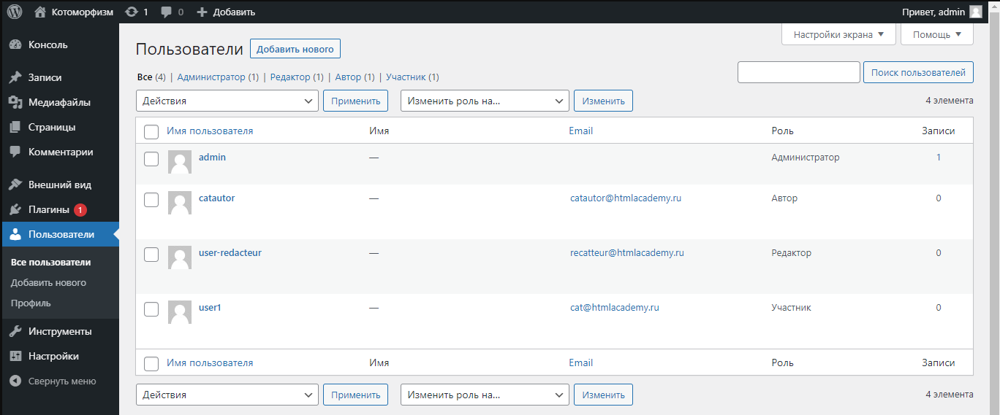 Котоморфизм 1 0 Добавить Привет, admin
Консоль
Записи
Медиафайлы
Страницы
Комментарии
Внешний вид
Плагины 1
Пользователи
Все пользователи
Добавить нового
Профиль
Инструменты
Настройки
Свернуть меню
Настройки экрана Помощь
Пользователи Добавить нового
Все (4) | Администратор (1) | Редактор (1) | Автор (1) | Участник (1)
Поиск пользователей
Действия Применить Изменить роль на... Изменить 4 элемента
Имя пользователя Имя Email Роль Записи
admin — Администратор 1
catautor — catautor@htmlacademy.ru Автор 0
user-redacteur — recatteur@htmlacademy.ru Редактор 0
user1 — cat@htmlacademy.ru Участник 0
Имя пользователя Имя Email Роль Записи
Действия Применить Изменить роль на... Изменить 4 элемента